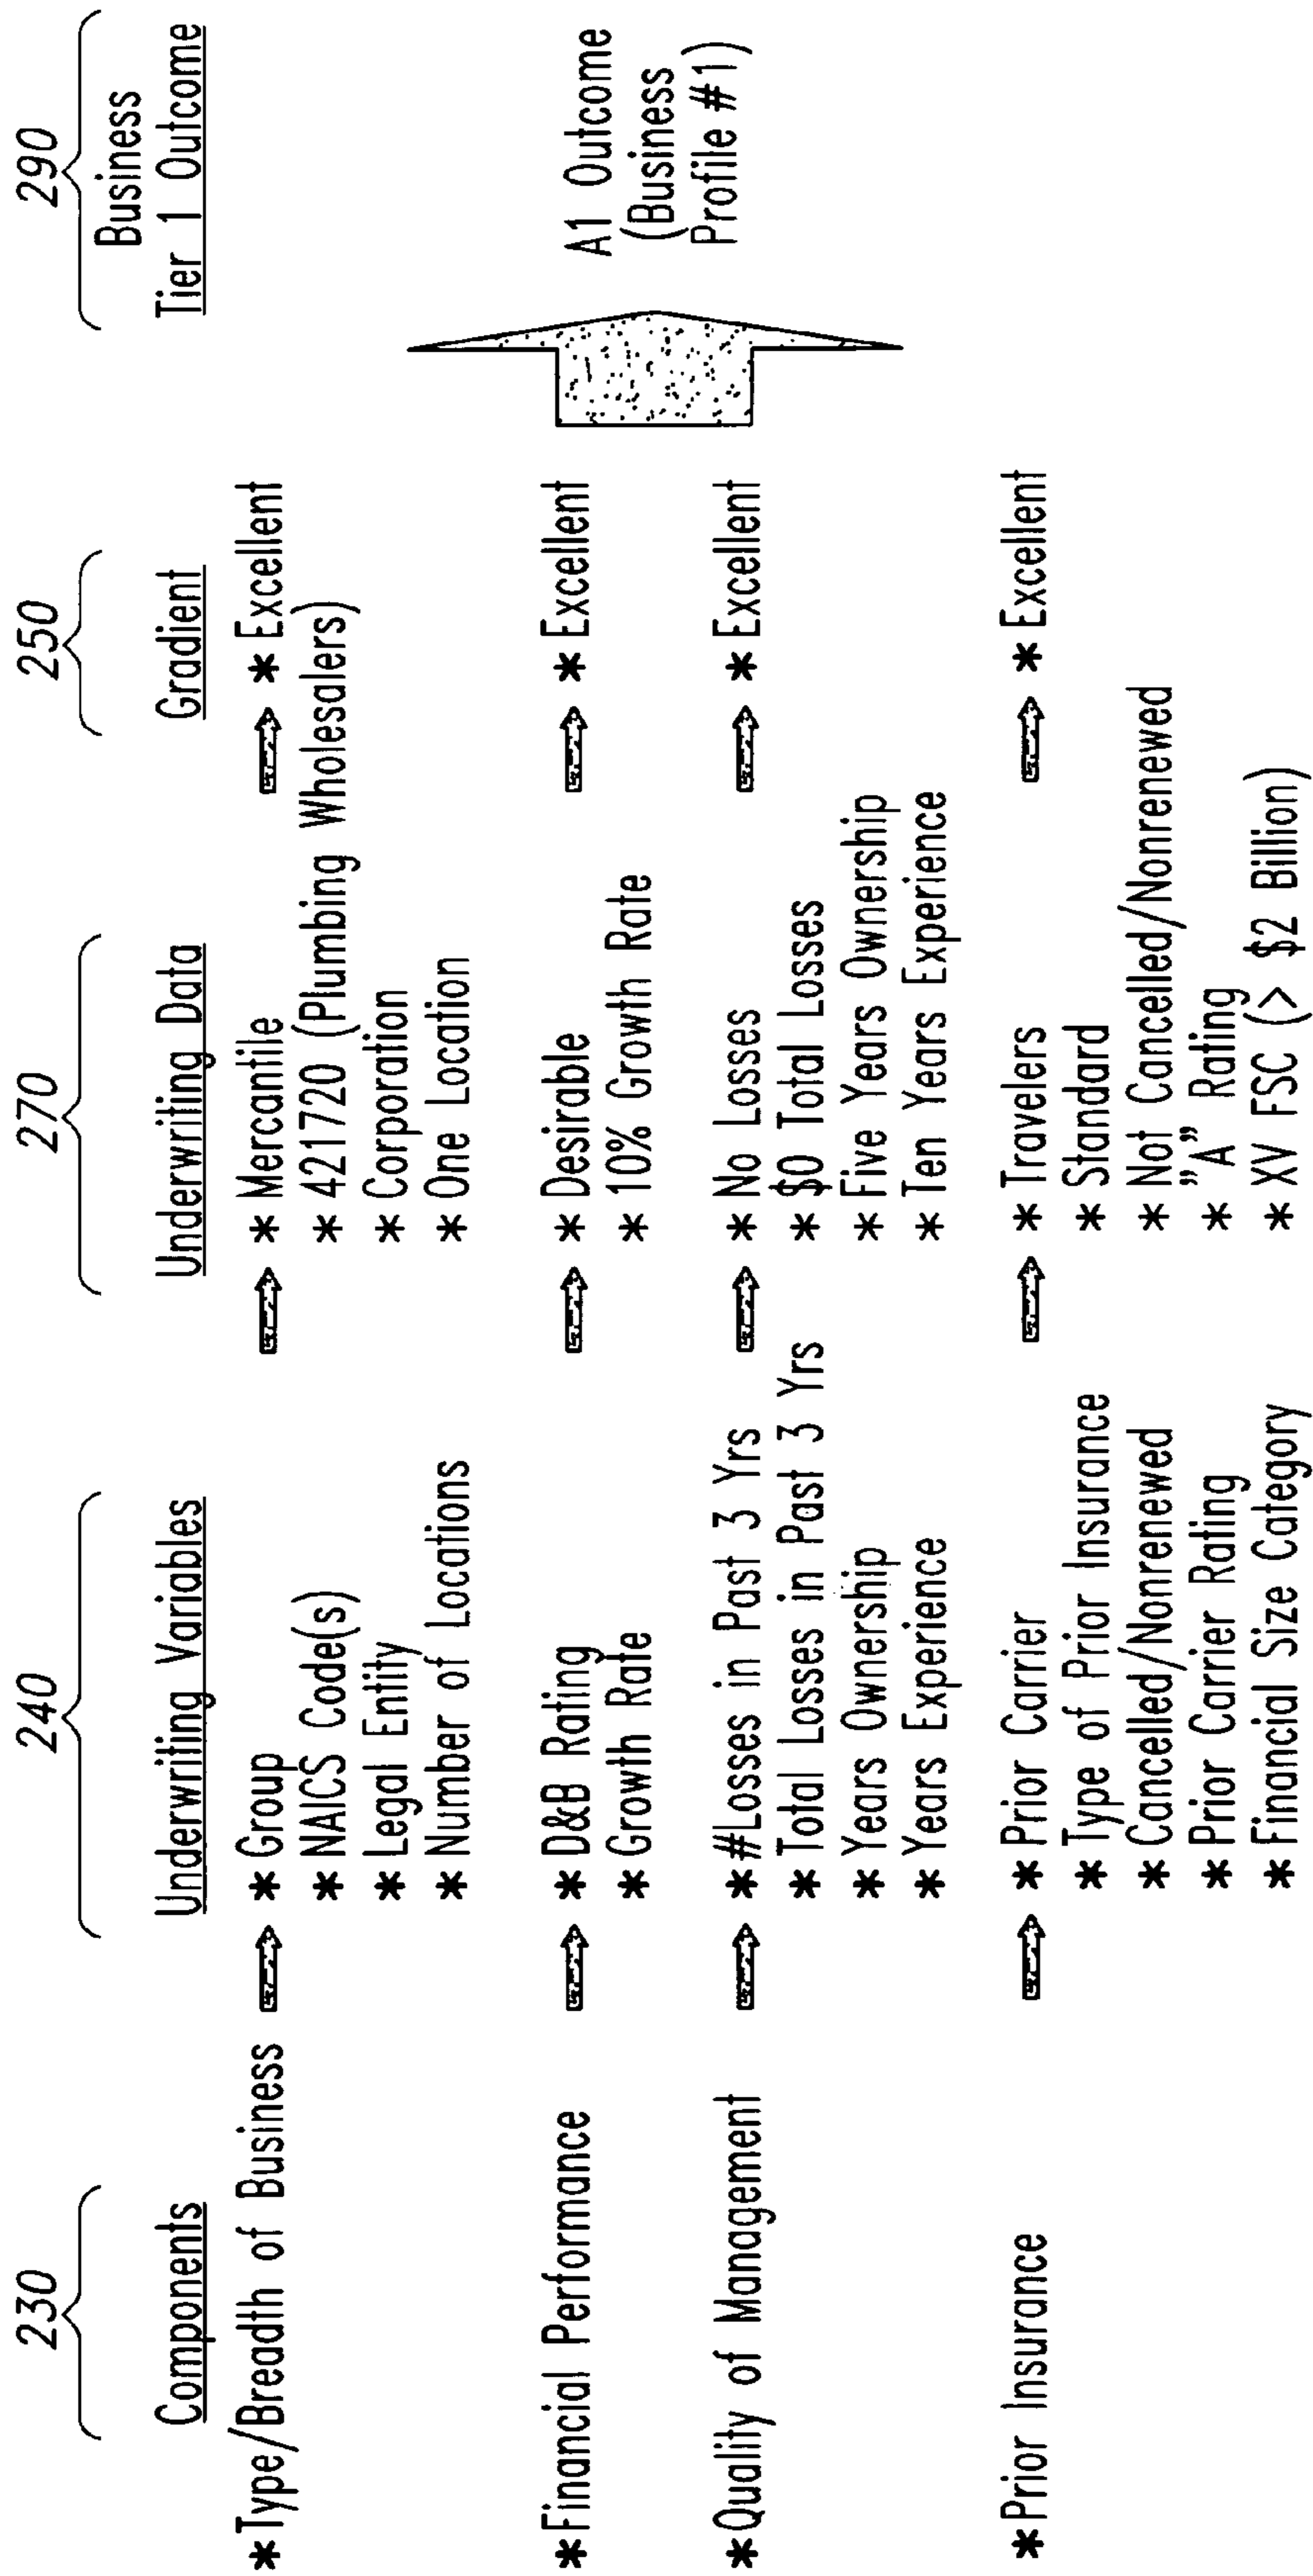 230
Components
*Type/Breadth of Business
*Financial Performance
*Quality of Management
*Prior Insurance
240
Underwriting Variables
* Group
* NAICS Code(s)
* Legal Entity
* Number of Locations
* D&B Rating
* Growth Rate
* #Losses in Past 3 Yrs
* Total Losses in Past 3 Yrs
* Years Ownership
* Years Experience
* Prior Carrier
* Type of Prior Insurance
* Cancelled/Nonrenewed
* Prior Carrier Rating
* Financial Size Category
270
Underwriting Data
* Mercantile
* 421720 (Plumbing Wholesalers)
* Corporation
* One Location
* Desirable
* 10% Growth Rate
* No Losses
* $0 Total Losses
* Five Years Ownership
* Ten Years Experience
* Travelers
* Standard
* Not Cancelled/Nonrenewed
* "A" Rating
* XV FSC (> $2 Billion)
250
Gradient
* Excellent
* Excellent
* Excellent
* Excellent
290
Business
Tier 1 Outcome
A1 Outcome
(Business
Profile #1)